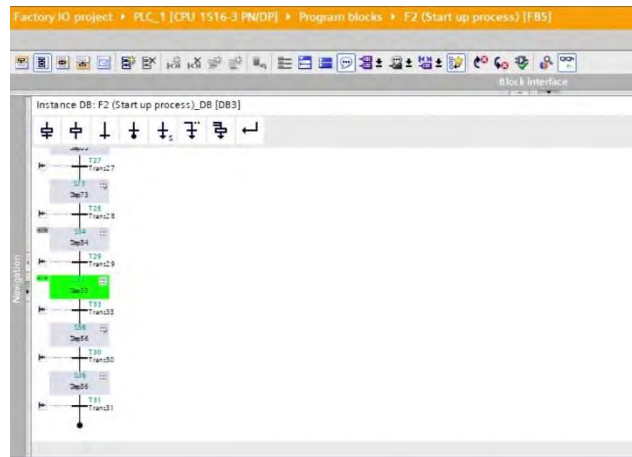 Factory IO project ▸ PLC_1 [CPU 1516-3 PN/DP] ▸ Program blocks ▸ F2 (Start up process) [FB5]
Block interface
Instance DB: F2 (Start up process)_DB [DB3]
T27
Trans27
Step73
T28
Trans28
S34
Step34
T29
Trans29
T33
Trans33
S56
Step56
T30
Trans30
S36
Step36
T31
Trans31
Navigation